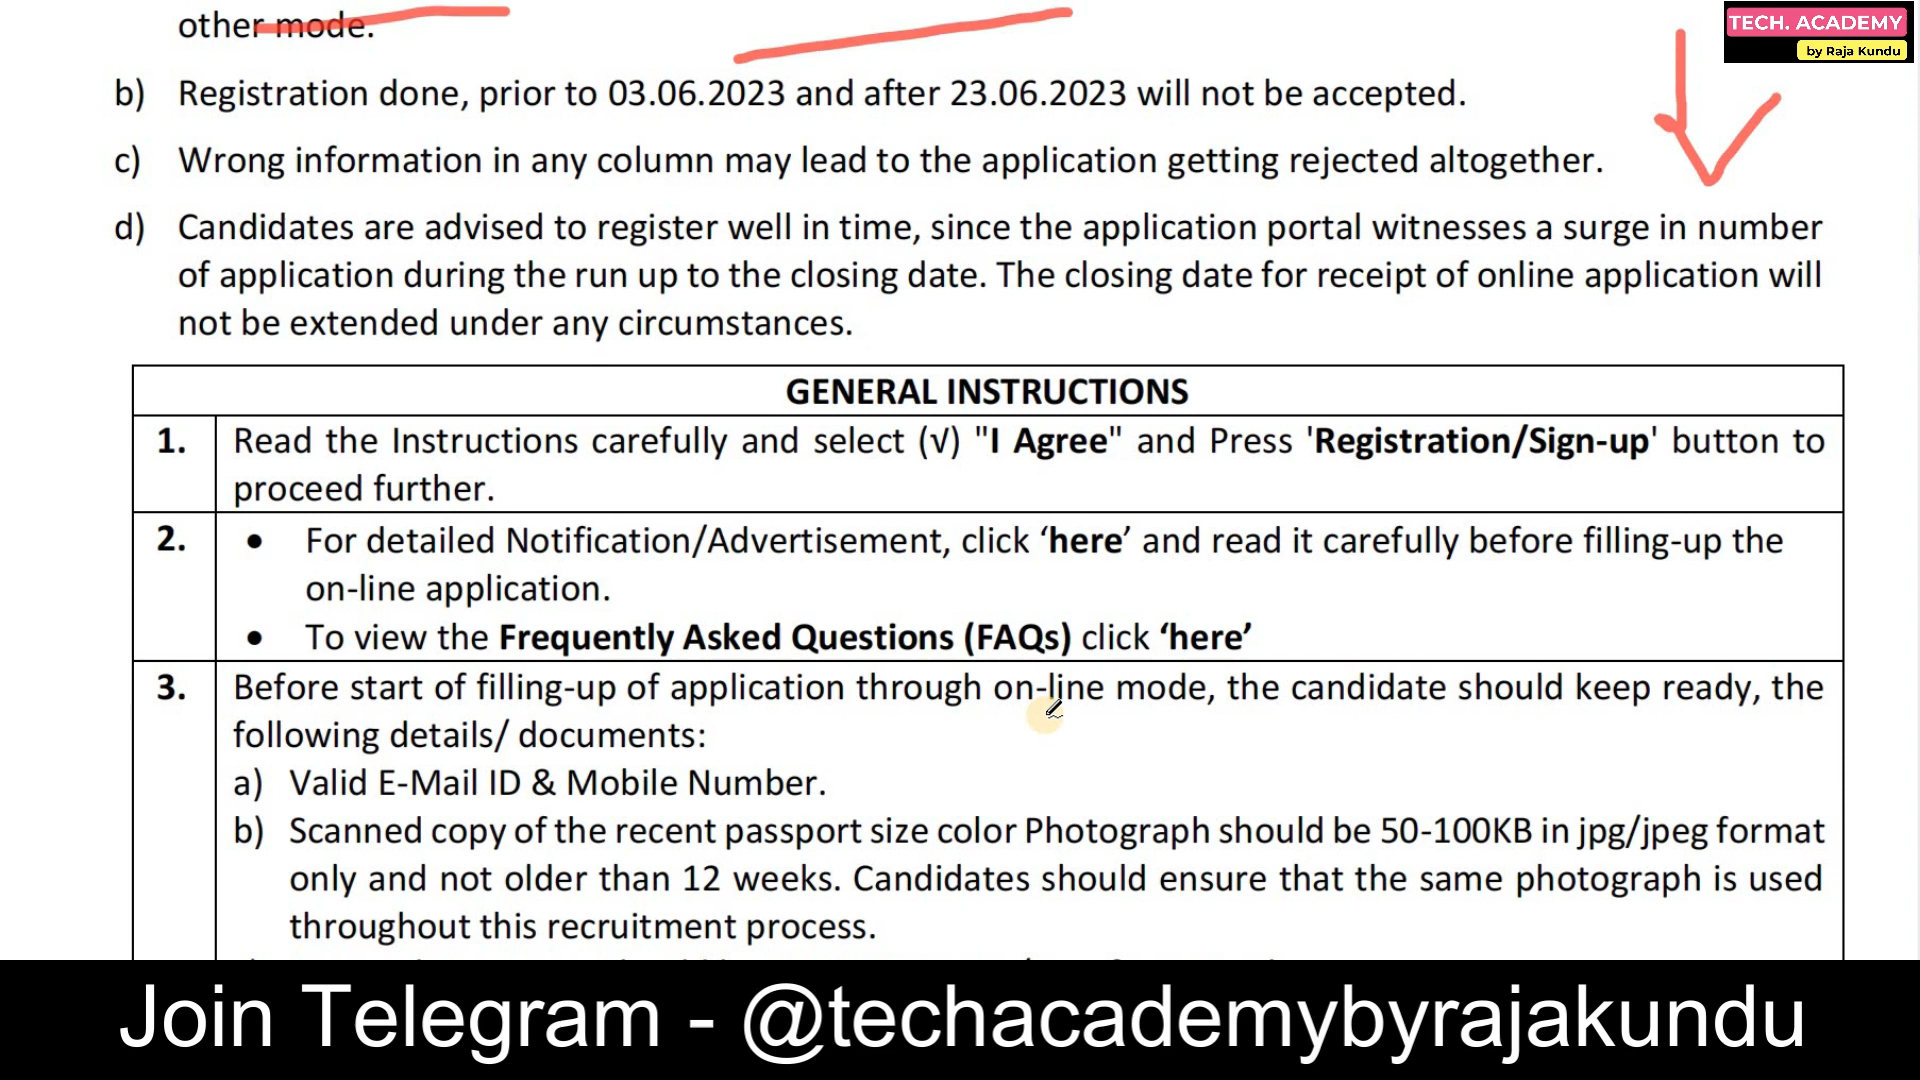 other mode.
TECH. ACADEMY
by Raja Kundu
b) Registration done, prior to 03.06.2023 and after 23.06.2023 will not be accepted.
c) Wrong information in any column may lead to the application getting rejected altogether.
d) Candidates are advised to register well in time, since the application portal witnesses a surge in number
of application during the run up to the closing date. The closing date for receipt of online application will
not be extended under any circumstances.
GENERAL INSTRUCTIONS
1. Read the Instructions carefully and select (√) "I Agree" and Press 'Registration/Sign-up' button to
proceed further.
2. • For detailed Notification/Advertisement, click ‘here’ and read it carefully before filling-up the
on-line application.
• To view the Frequently Asked Questions (FAQs) click ‘here’
3. Before start of filling-up of application through on-line mode, the candidate should keep ready, the
following details/ documents:
a) Valid E-Mail ID & Mobile Number.
b) Scanned copy of the recent passport size color Photograph should be 50-100KB in jpg/jpeg format
only and not older than 12 weeks. Candidates should ensure that the same photograph is used
throughout this recruitment process.
Join Telegram - @techacademybyrajakundu